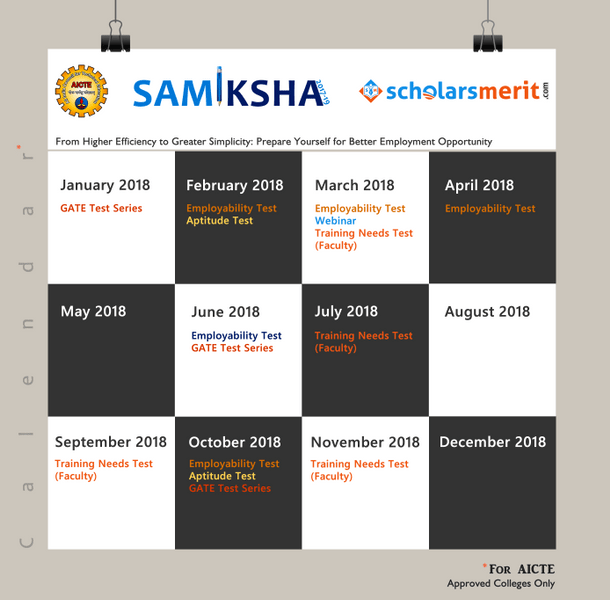 AICTE
SAMIKSHA 2017-19
scholarsmerit.com
From Higher Efficiency to Greater Simplicity: Prepare Yourself for Better Employment Opportunity
Calendar*
January 2018
GATE Test Series
February 2018
Employability Test
Aptitude Test
March 2018
Employability Test
Webinar
Training Needs Test
(Faculty)
April 2018
Employability Test
May 2018
June 2018
Employability Test
GATE Test Series
July 2018
Training Needs Test
(Faculty)
August 2018
September 2018
Training Needs Test
(Faculty)
October 2018
Employability Test
Aptitude Test
GATE Test Series
November 2018
Training Needs Test
(Faculty)
December 2018
*FOR AICTE
Approved Colleges Only